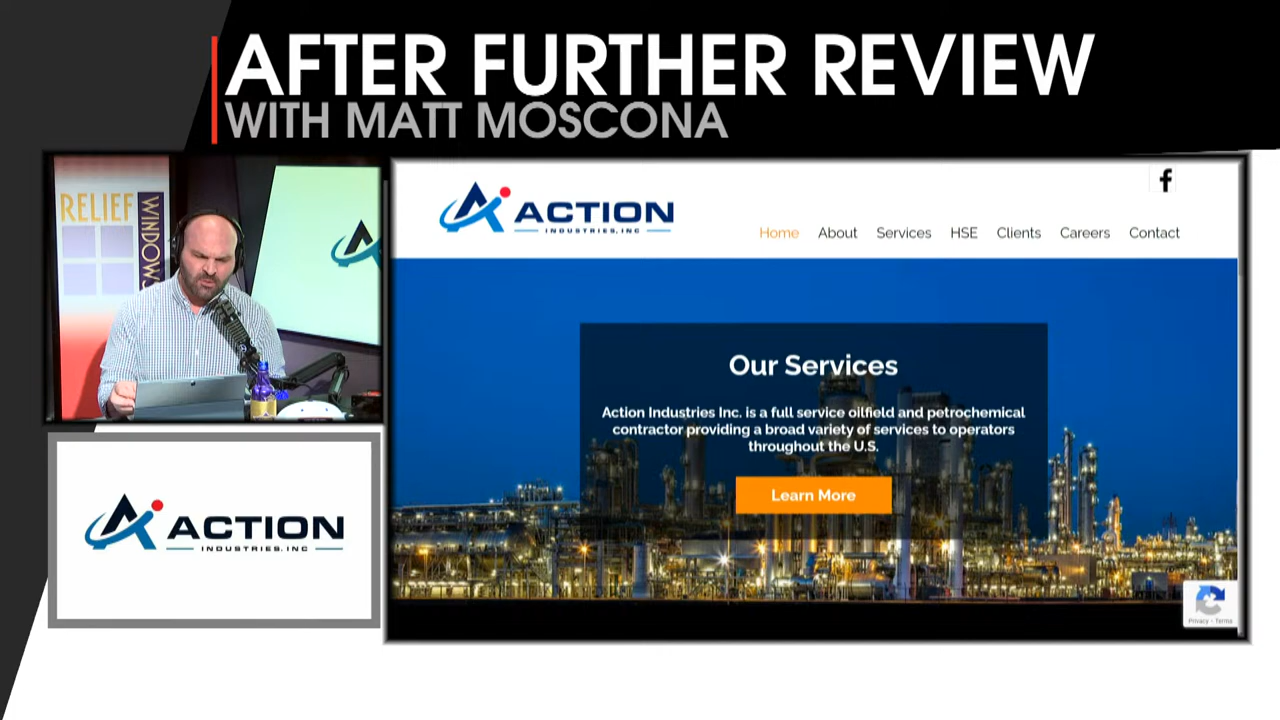 AFTER FURTHER REVIEW
WITH MATT MOSCONA
RELIEF
WINDOWS
ACTION
INDUSTRIES, INC
f
Home About Services HSE Clients Careers Contact
Our Services
Action Industries Inc. is a full service oilfield and petrochemical
contractor providing a broad variety of services to operators
throughout the U.S.
Learn More
Privacy - Terms
ACTION
INDUSTRIES, INC